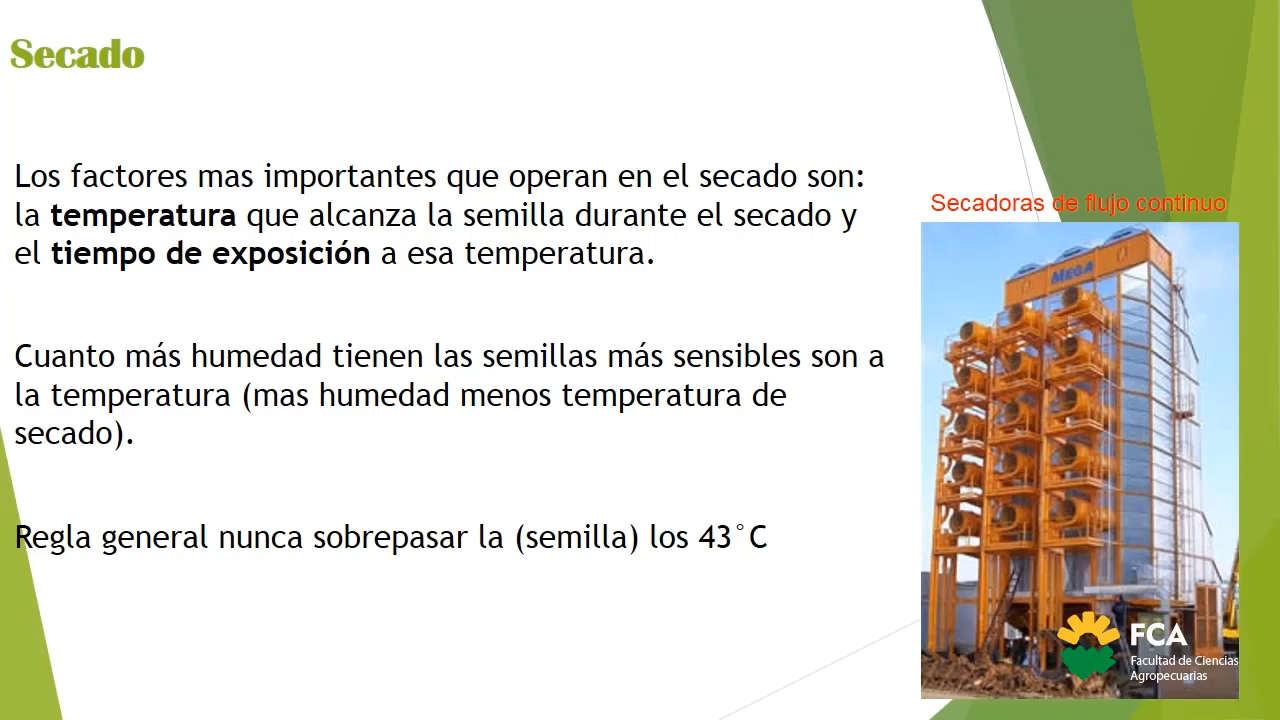 Secado
Los factores mas importantes que operan en el secado son:
la temperatura que alcanza la semilla durante el secado y
el tiempo de exposición a esa temperatura.
Cuanto más humedad tienen las semillas más sensibles son a
la temperatura (mas humedad menos temperatura de
secado).
Regla general nunca sobrepasar la (semilla) los 43°C
Secadoras de flujo continuo
MEGA
FCA
Facultad de Ciencias
Agropecuarias